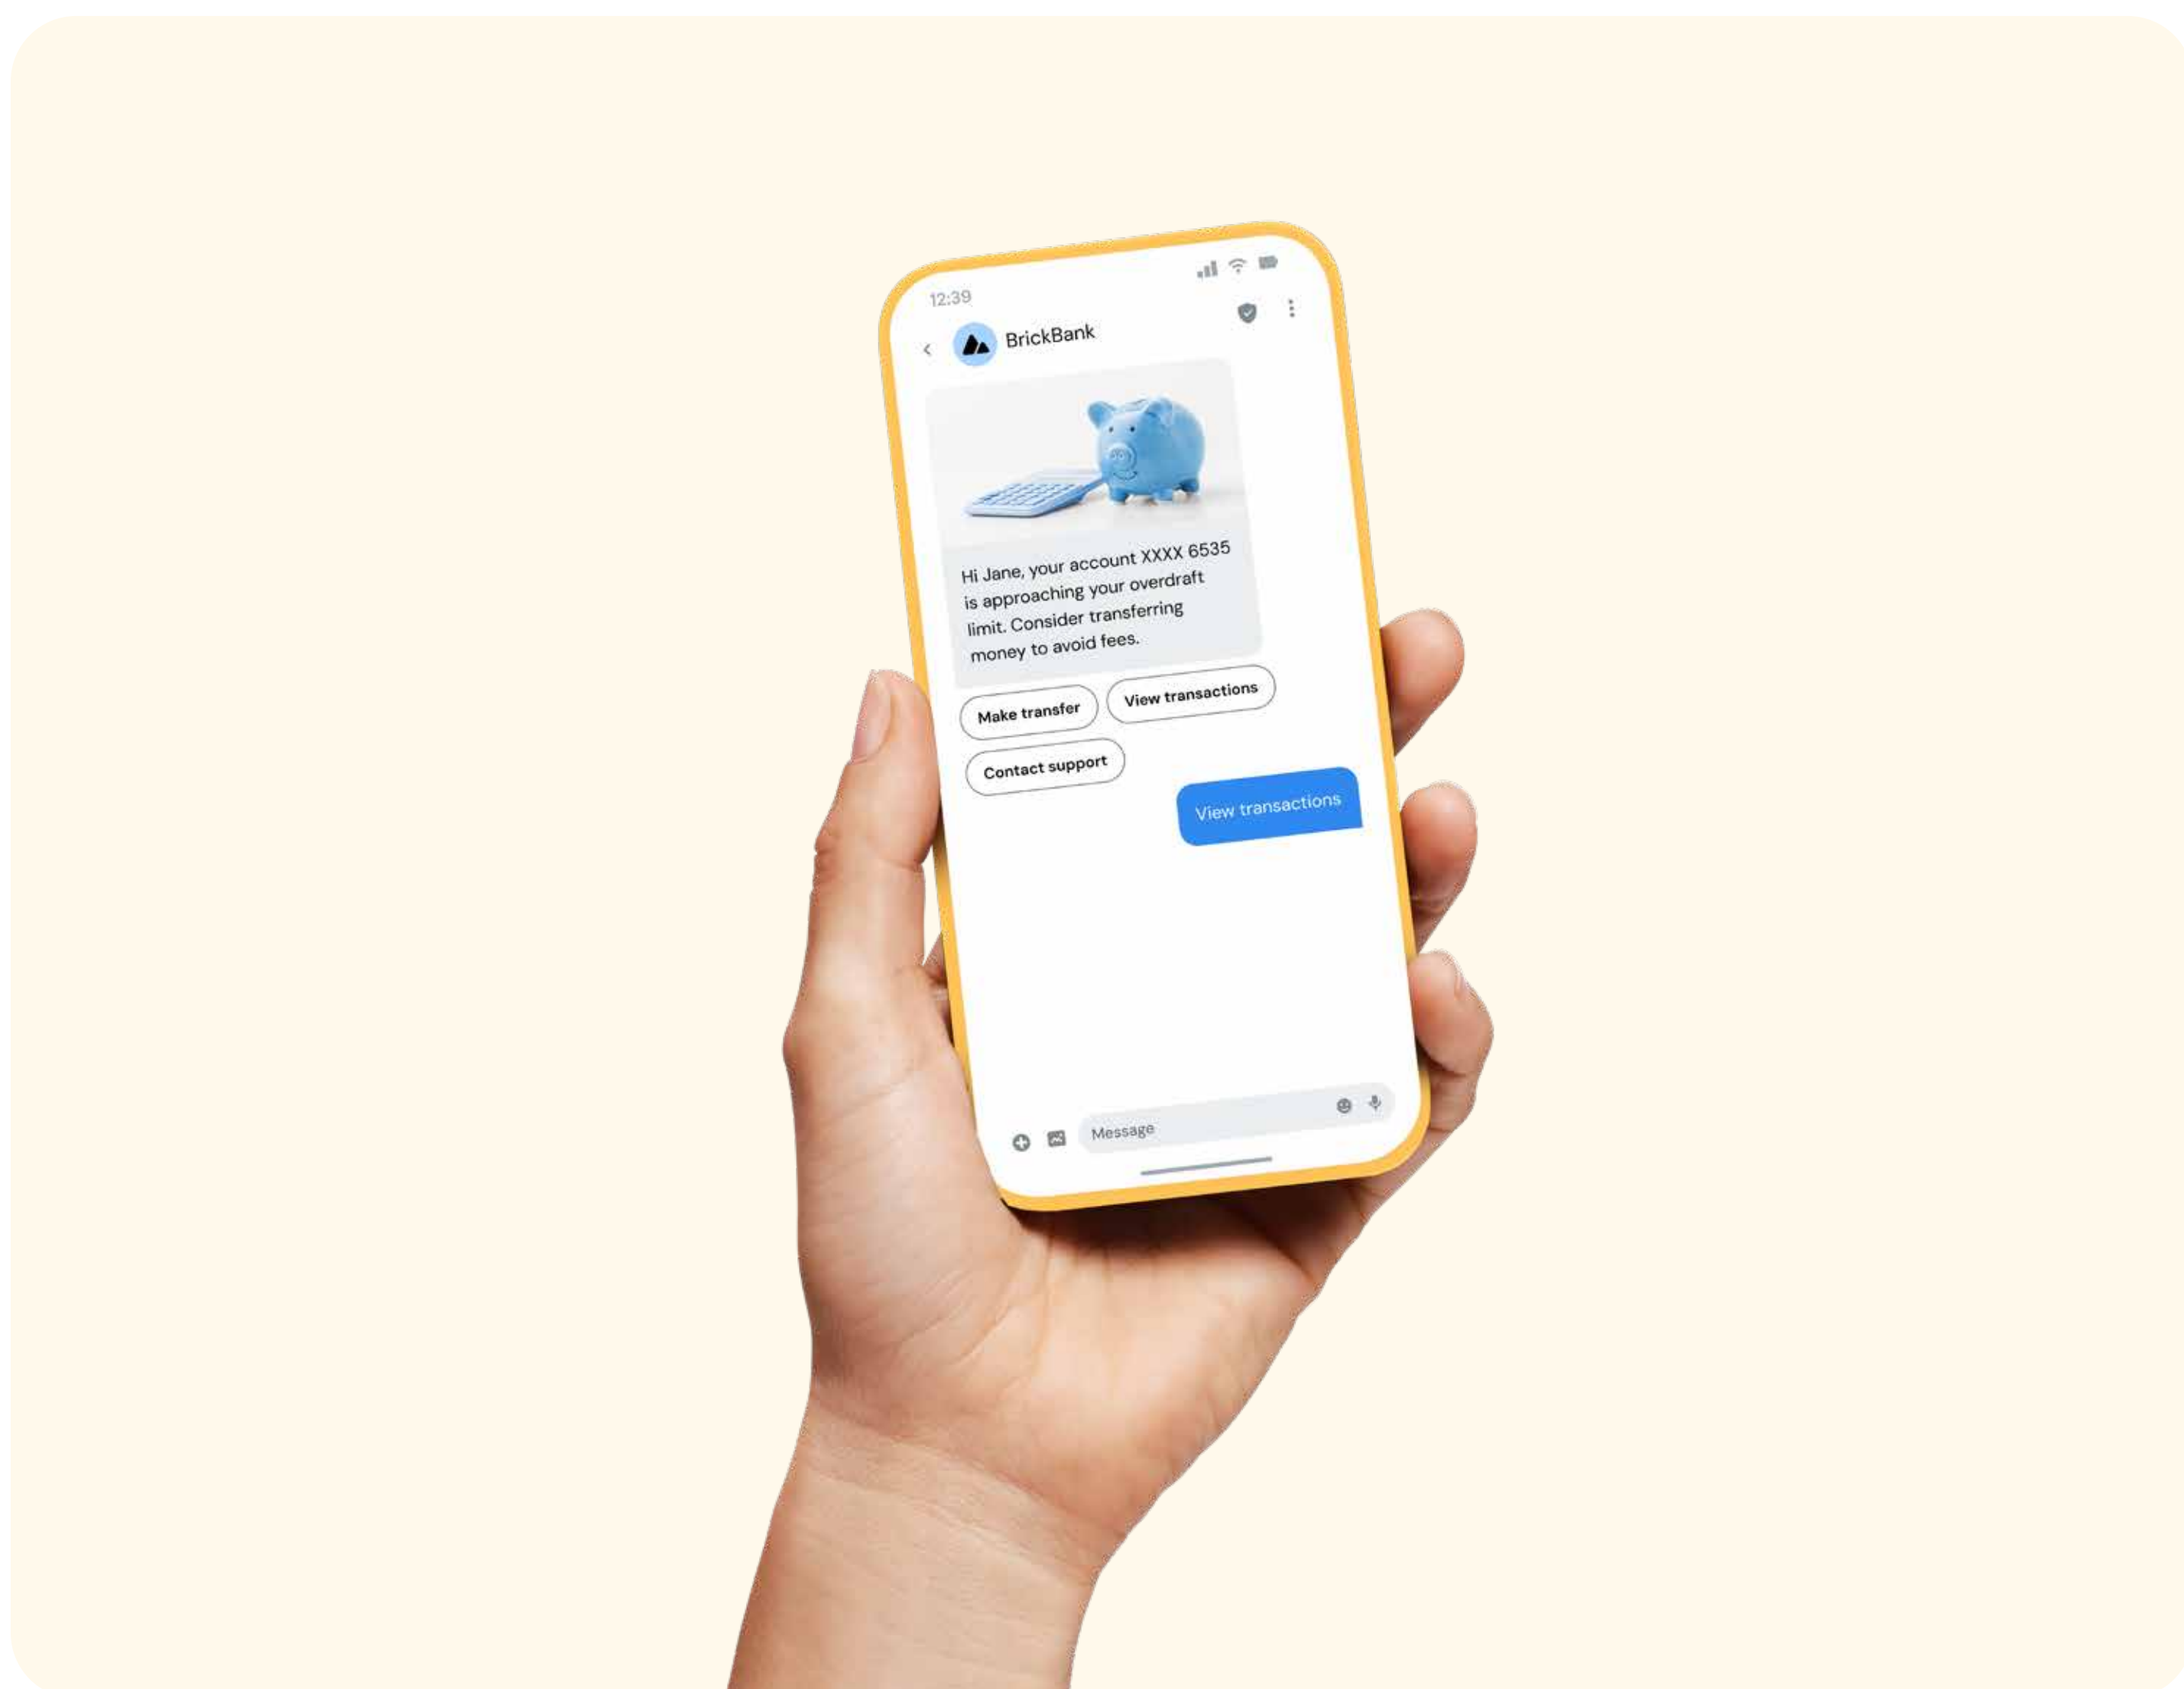 12:39
BrickBank
Hi Jane, your account XXXX 6535
is approaching your overdraft
limit. Consider transferring
money to avoid fees.
Make transfer
View transactions
Contact support
View transactions
Message